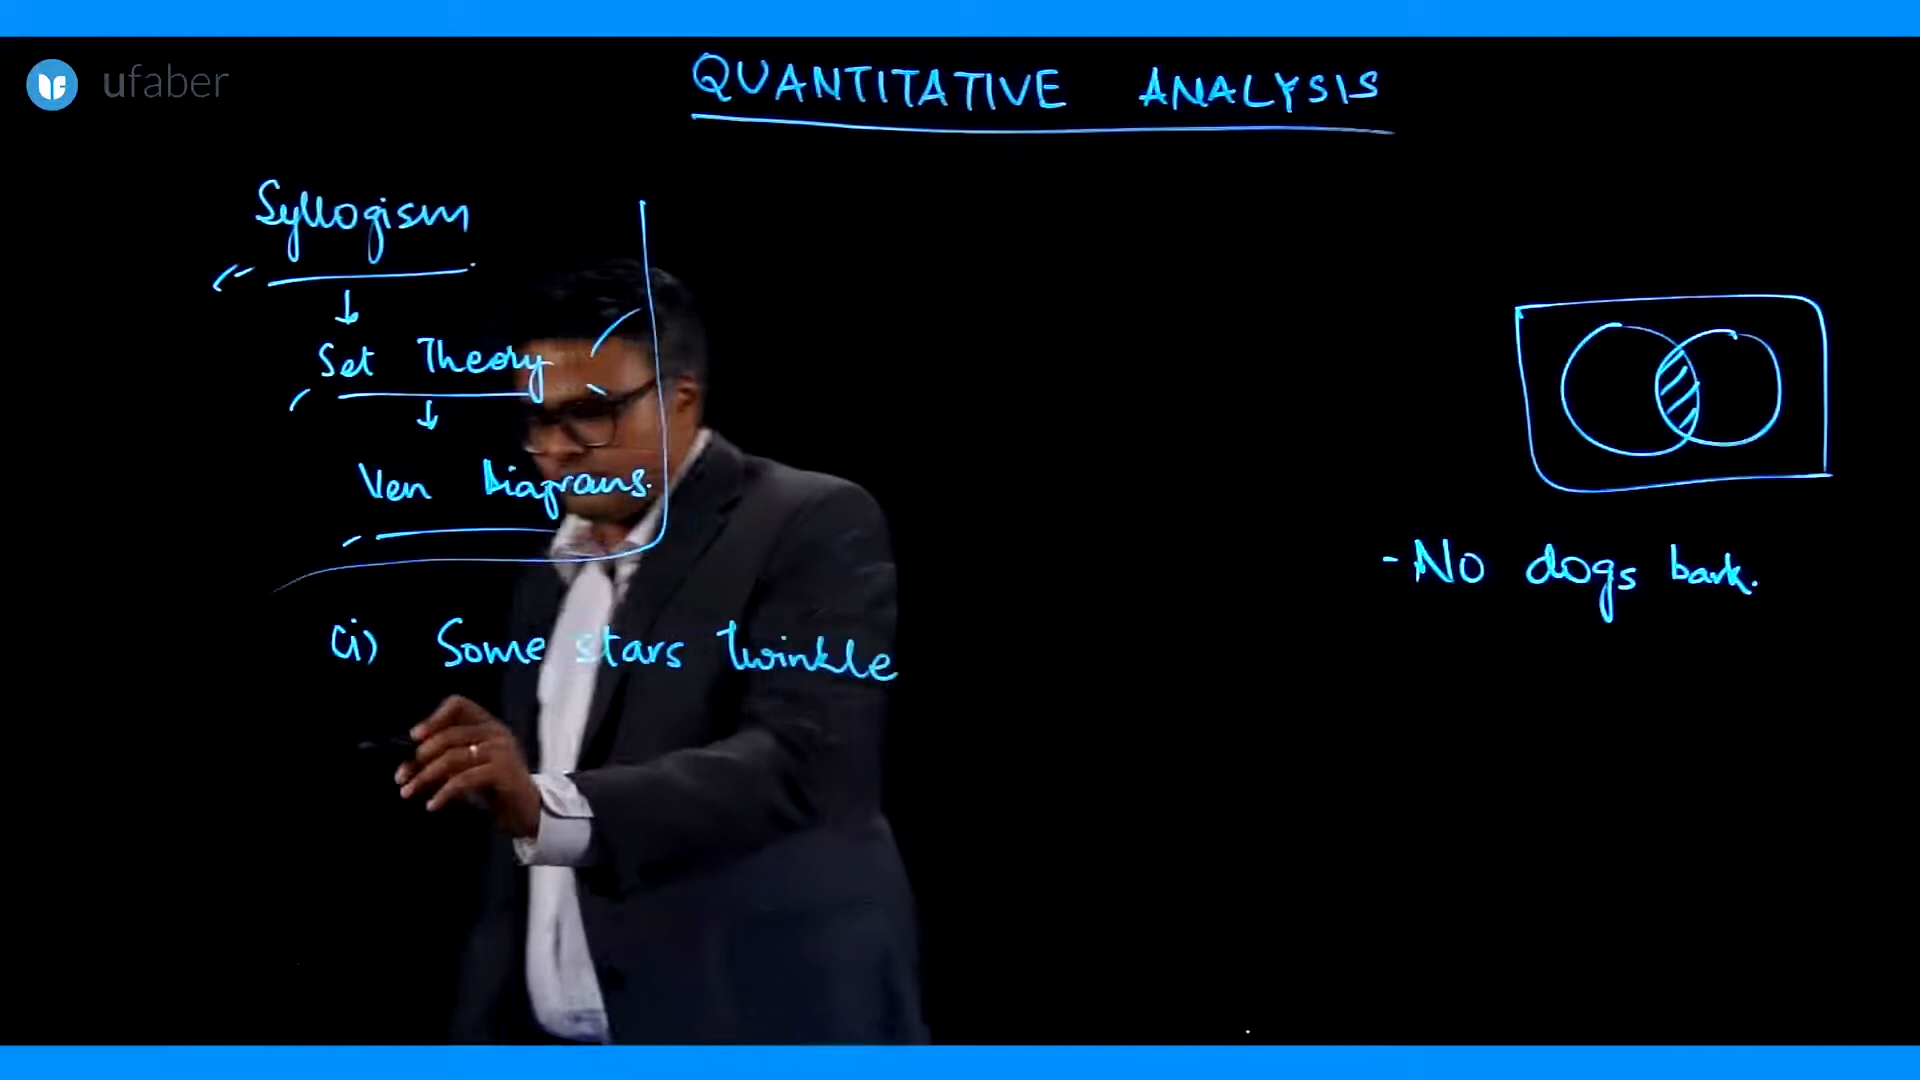 ufaber
QUANTITATIVE ANALYSIS
Syllogism
Set Theory
Ven Diagrams.
(i) Some stars twinkle
- No dogs bark.